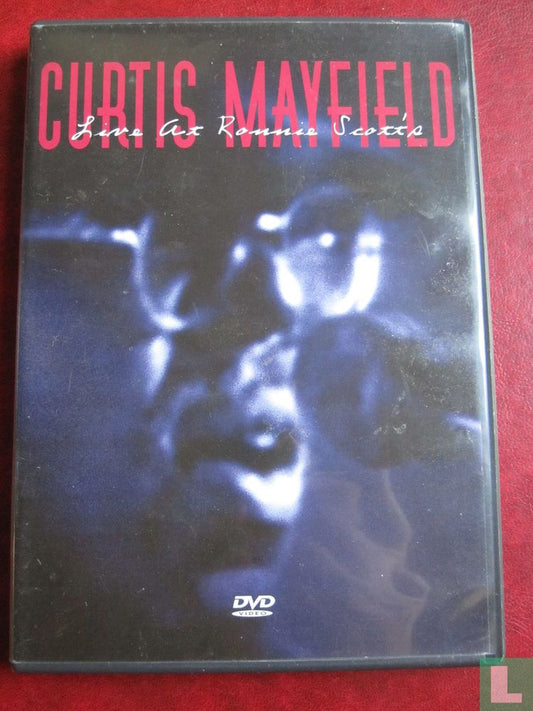 CURTIS MAYFIELD
Live At Ronnie Scott's
DVD
VIDEO
L